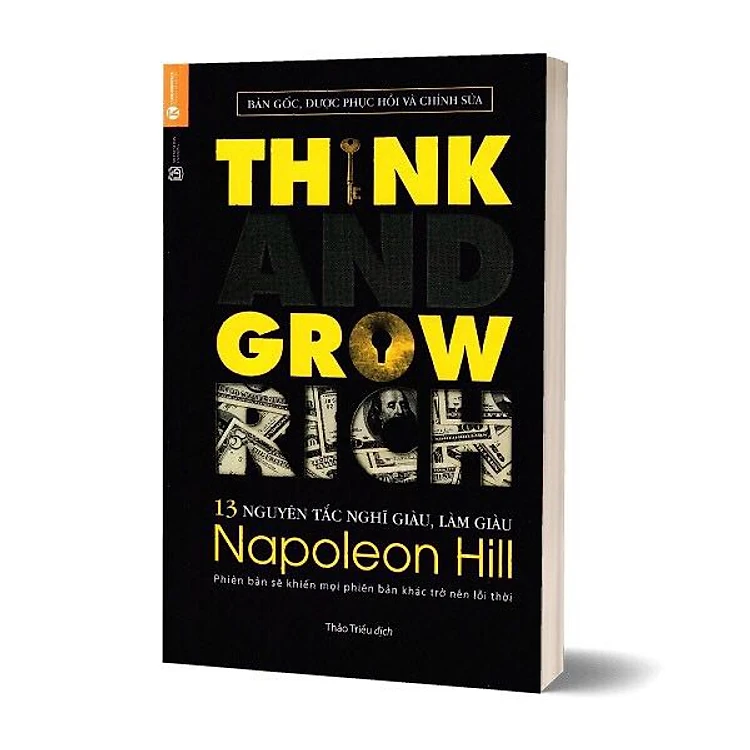 BẢN GỐC, ĐƯỢC PHỤC HỒI VÀ CHỈNH SỬA
THINK
AND
GROW
RICH
13 NGUYÊN TẮC NGHĨ GIÀU, LÀM GIÀU
Napoleon Hill
Phiên bản sẽ khiến mọi phiên bản khác trở nên lỗi thời
Thảo Triều dịch